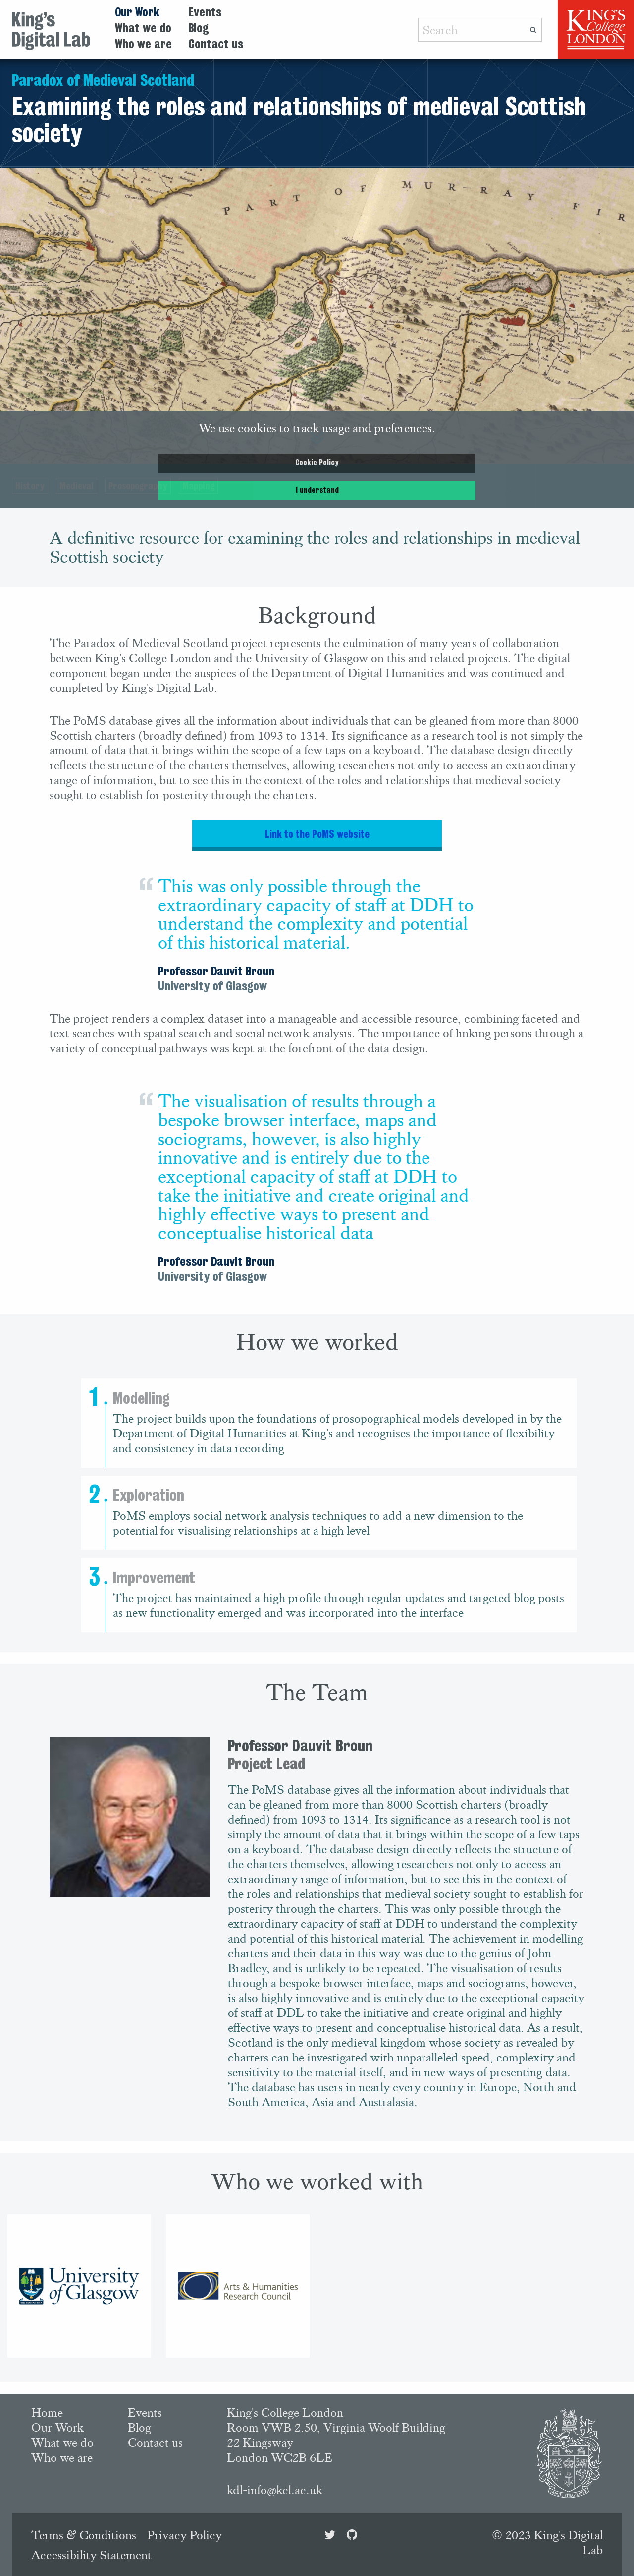 King's
Digital Lab
Our Work
What we do
Who we are
Events
Blog
Contact us
Search
KING'S
College
LONDON
Paradox of Medieval Scotland
Examining the roles and relationships of medieval Scottish
society
PART OF MURRAY FIR
We use cookies to track usage and preferences.
Cookie Policy
I understand
A definitive resource for examining the roles and relationships in medieval
Scottish society
Background
The Paradox of Medieval Scotland project represents the culmination of many years of collaboration
between King's College London and the University of Glasgow on this and related projects. The digital
component began under the auspices of the Department of Digital Humanities and was continued and
completed by King's Digital Lab.
The PoMS database gives all the information about individuals that can be gleaned from more than 8000
Scottish charters (broadly defined) from 1093 to 1314. Its significance as a research tool is not simply the
amount of data that it brings within the scope of a few taps on a keyboard. The database design directly
reflects the structure of the charters themselves, allowing researchers not only to access an extraordinary
range of information, but to see this in the context of the roles and relationships that medieval society
sought to establish for posterity through the charters.
Link to the PoMS website
“ This was only possible through the
extraordinary capacity of staff at DDH to
understand the complexity and potential
of this historical material.
Professor Dauvit Broun
University of Glasgow
The project renders a complex dataset into a manageable and accessible resource, combining faceted and
text searches with spatial search and social network analysis. The importance of linking persons through a
variety of conceptual pathways was kept at the forefront of the data design.
“ The visualisation of results through a
bespoke browser interface, maps and
sociograms, however, is also highly
innovative and is entirely due to the
exceptional capacity of staff at DDH to
take the initiative and create original and
highly effective ways to present and
conceptualise historical data
Professor Dauvit Broun
University of Glasgow
How we worked
1. Modelling
The project builds upon the foundations of prosopographical models developed in by the
Department of Digital Humanities at King's and recognises the importance of flexibility
and consistency in data recording
2. Exploration
PoMS employs social network analysis techniques to add a new dimension to the
potential for visualising relationships at a high level
3. Improvement
The project has maintained a high profile through regular updates and targeted blog posts
as new functionality emerged and was incorporated into the interface
The Team
Professor Dauvit Broun
Project Lead
The PoMS database gives all the information about individuals that
can be gleaned from more than 8000 Scottish charters (broadly
defined) from 1093 to 1314. Its significance as a research tool is not
simply the amount of data that it brings within the scope of a few taps
on a keyboard. The database design directly reflects the structure of
the charters themselves, allowing researchers not only to access an
extraordinary range of information, but to see this in the context of
the roles and relationships that medieval society sought to establish for
posterity through the charters. This was only possible through the
extraordinary capacity of staff at DDH to understand the complexity
and potential of this historical material. The achievement in modelling
charters and their data in this way was due to the genius of John
Bradley, and is unlikely to be repeated. The visualisation of results
through a bespoke browser interface, maps and sociograms, however,
is also highly innovative and is entirely due to the exceptional capacity
of staff at DDL to take the initiative and create original and highly
effective ways to present and conceptualise historical data. As a result,
Scotland is the only medieval kingdom whose society as revealed by
charters can be investigated with unparalleled speed, complexity and
sensitivity to the material itself, and in new ways of presenting data.
The database has users in nearly every country in Europe, North and
South America, Asia and Australasia.
Who we worked with
University
of Glasgow
Arts & Humanities
Research Council
Home
Our Work
What we do
Who we are
Events
Blog
Contact us
King's College London
Room VWB 2.50, Virginia Woolf Building
22 Kingsway
London WC2B 6LE
kdl-info@kcl.ac.uk
Terms & Conditions Privacy Policy
Accessibility Statement
© 2023 King's Digital
Lab